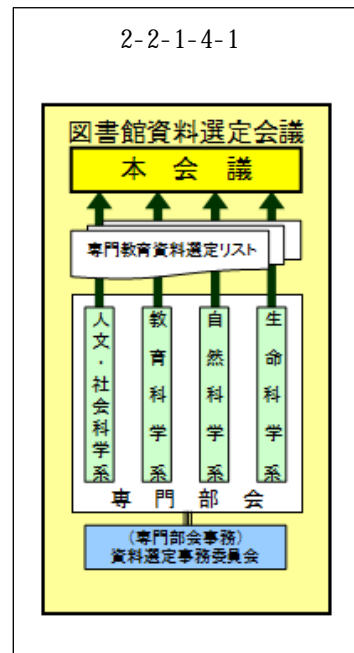 2-2-1-4-1
図書館資料選定会議
本会議
専門教育資料選定リスト
人文・社会科学系
教育科学系
自然科学系
生命科学系
専門部会
(専門部会事務)
資料選定事務委員会